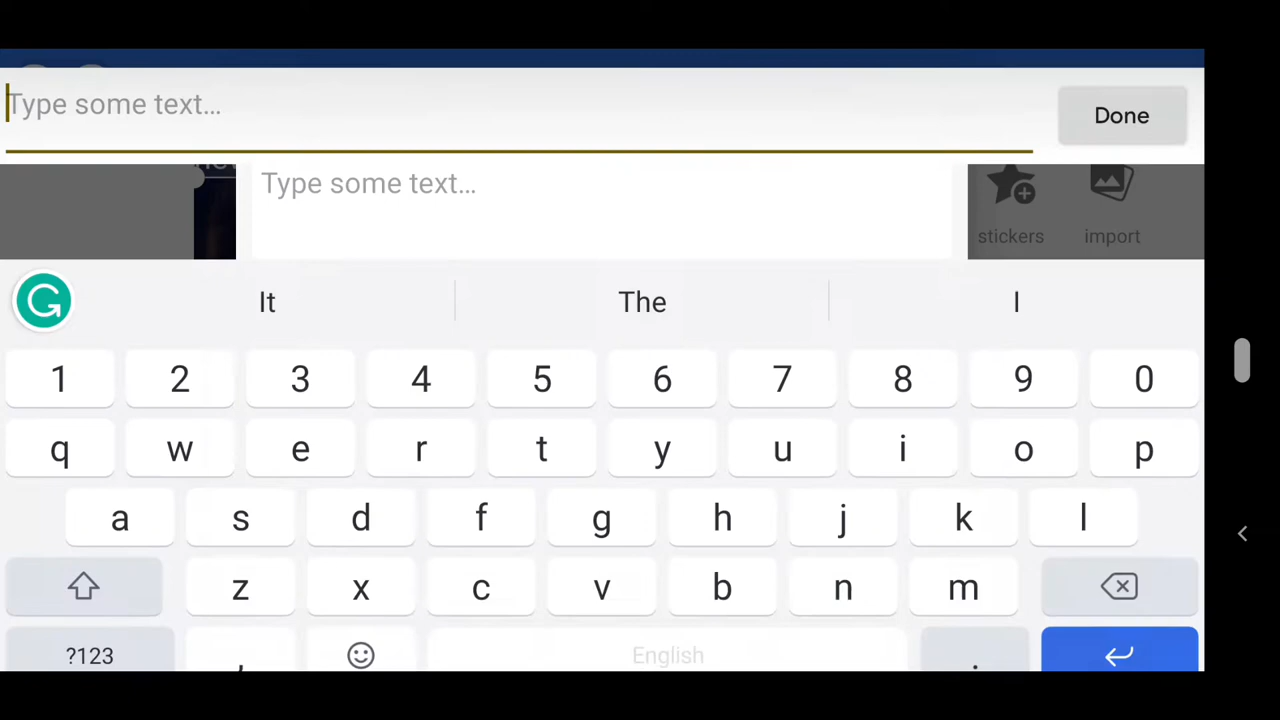 Type some text...
Done
Type some text...
stickers import
It The I
1 2 3 4 5 6 7 8 9 0
q w e r t y u i o p
a s d f g h j k l
z x c v b n m
?123 , English .